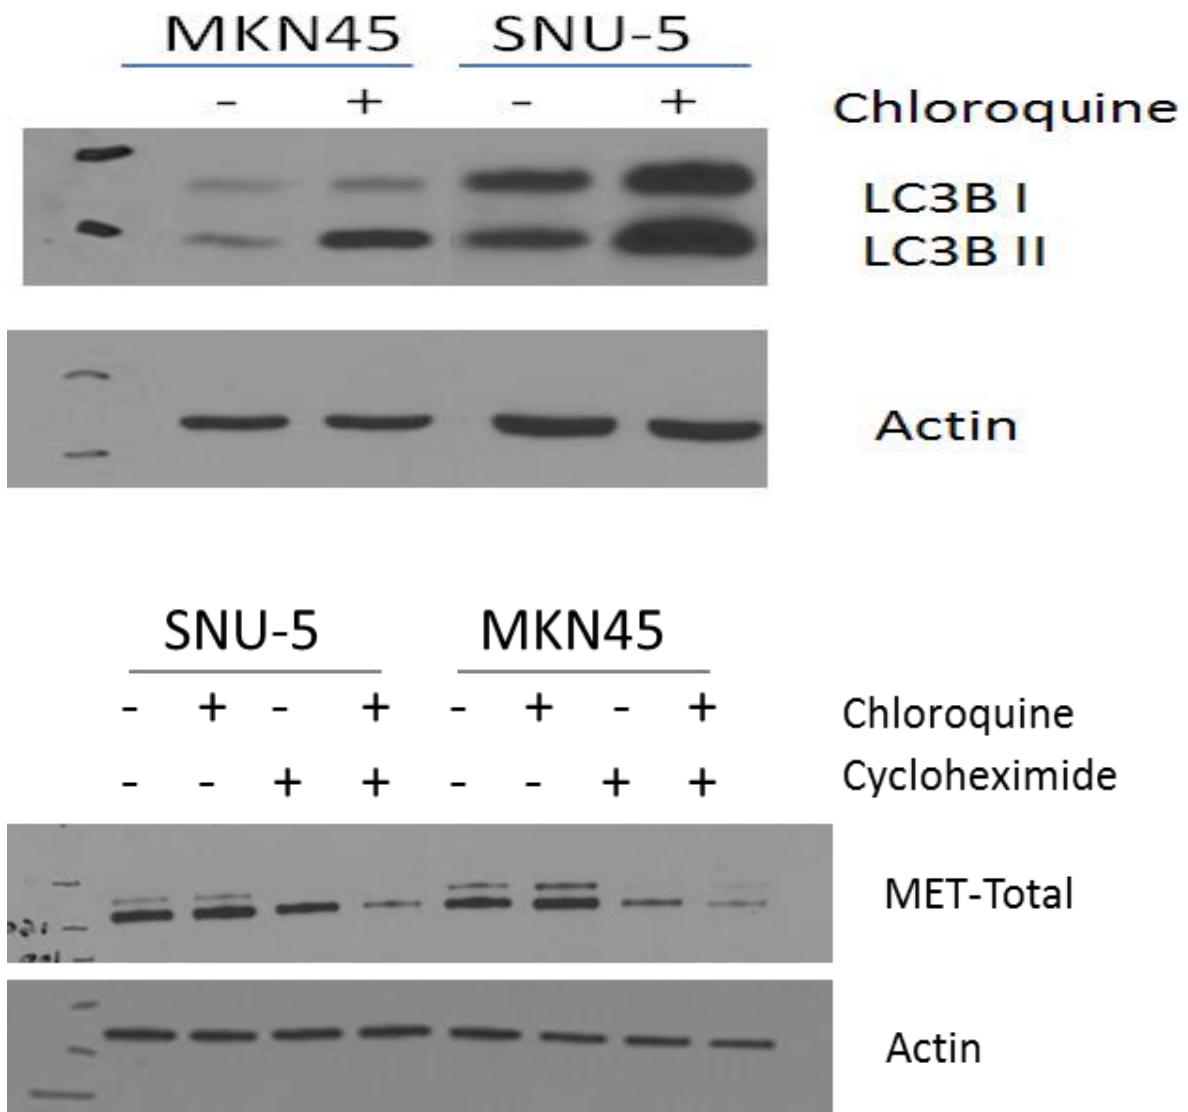 MKN45 SNU-5
- + - + Chloroquine
LC3B I
LC3B II
Actin
SNU-5 MKN45
- + - + - + - + Chloroquine
- - + + - - + + Cycloheximide
MET-Total
Actin